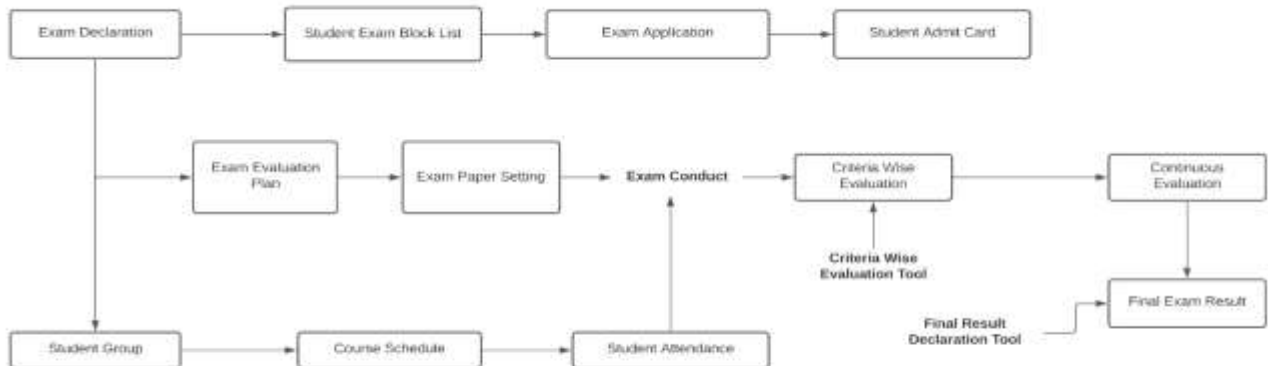 Exam Declaration
Student Exam Block List
Exam Application
Student Admit Card
Exam Evaluation
Plan
Exam Paper Setting
Exam Conduct
Criteria Wise
Evaluation
Continuous
Evaluation
Criteria Wise
Evaluation Tool
Final Exam Result
Final Result
Declaration Tool
Student Group
Course Schedule
Student Attendance